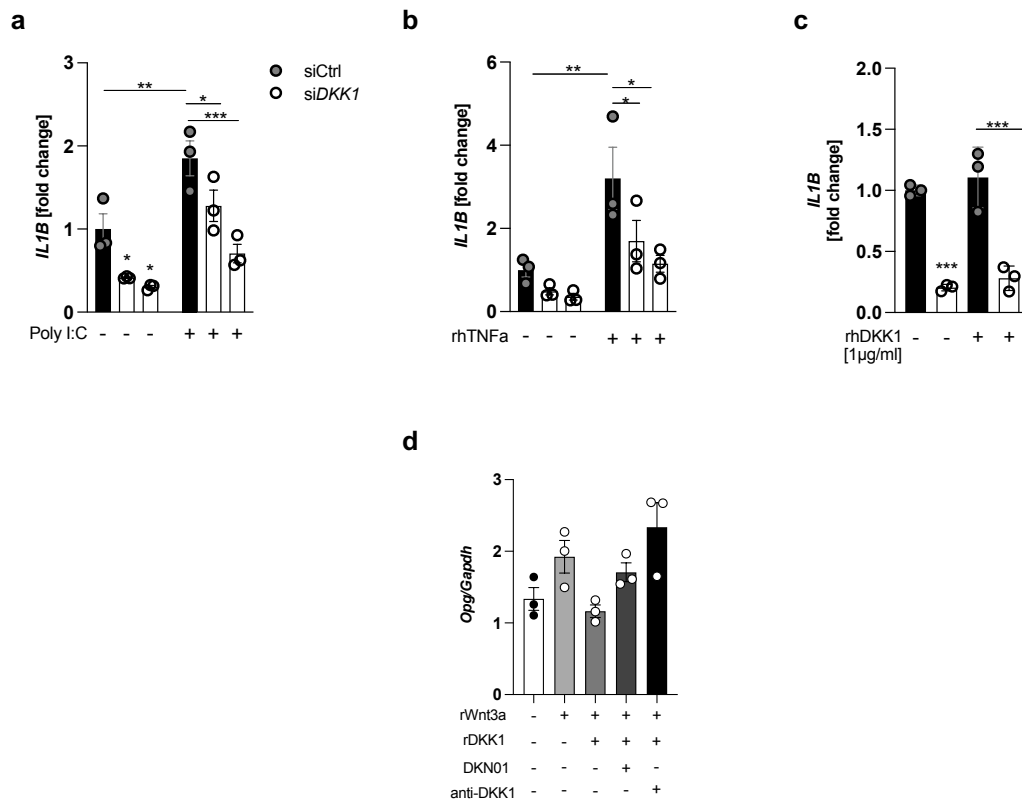 a
IL1B [fold change]
3
2
1
0
**
*
***
*
*
siCtrl
siDKK1
Poly I:C - - - + + +
b
IL1B [fold change]
6
4
2
0
**
*
*
rhTNFa - - - + + +
c
IL1B
[fold change]
2.0
1.5
1.0
0.5
0.0
***
***
rhDKK1 - - + +
[1µg/ml]
d
Opg/Gapdh
3
2
1
0
rWnt3a - + + + +
rDKK1 - - + + +
DKN01 - - - + -
anti-DKK1 - - - - +